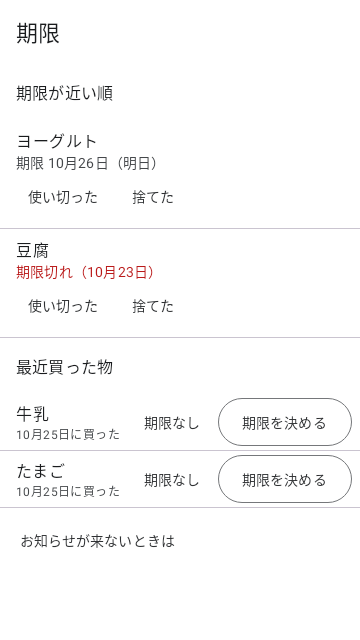 期限
期限が近い順
ヨーグルト
期限 10月26日（明日）
使い切った 捨てた
豆腐
期限切れ（10月23日）
使い切った 捨てた
最近買った物
牛乳
10月25日に買った
期限なし
期限を決める
たまご
10月25日に買った
期限なし
期限を決める
お知らせが来ないときは